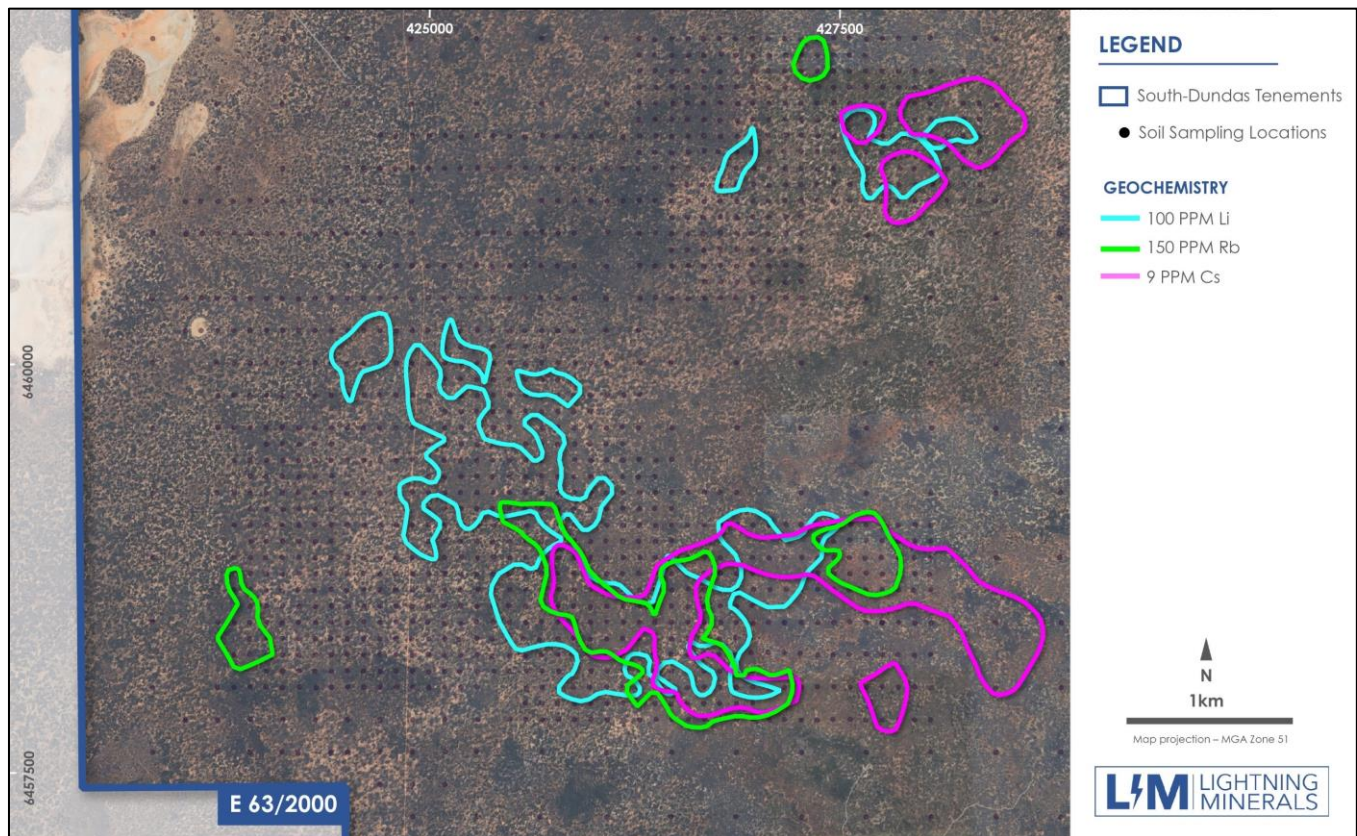 425000
427500
6460000
6457500
E 63/2000
LEGEND
South-Dundas Tenements
Soil Sampling Locations
GEOCHEMISTRY
100 PPM Li
150 PPM Rb
9 PPM Cs
N
1km
Map projection – MGA Zone 51
LM LIGHTNING
MINERALS